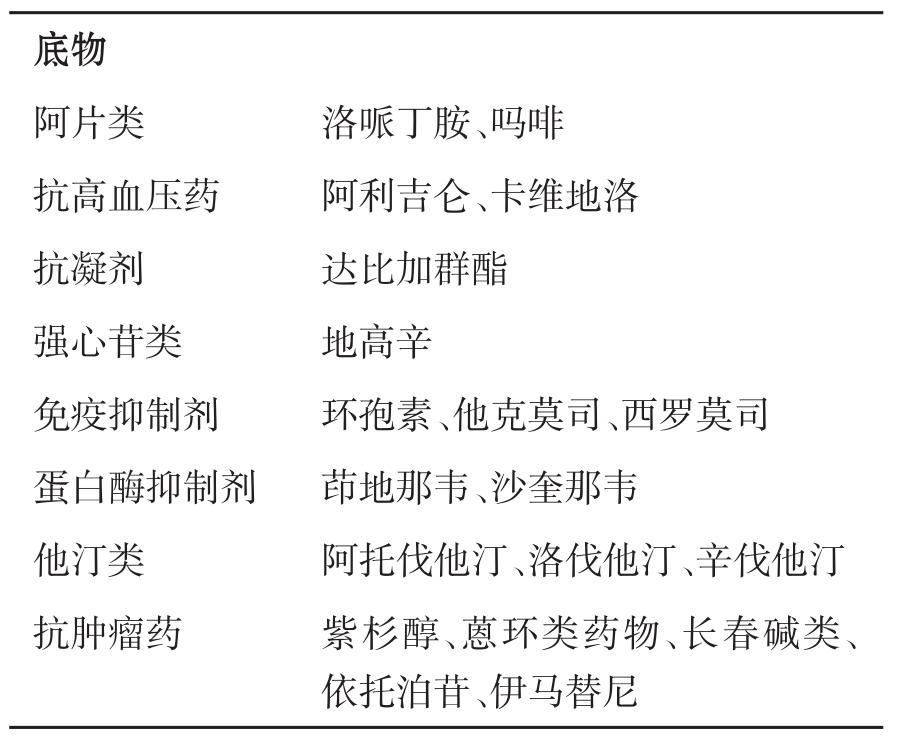 底物
阿片类 洛哌丁胺、吗啡
抗高血压药 阿利吉仑、卡维地洛
抗凝剂 达比加群酯
强心苷类 地高辛
免疫抑制剂 环孢素、他克莫司、西罗莫司
蛋白酶抑制剂 茚地那韦、沙奎那韦
他汀类 阿托伐他汀、洛伐他汀、辛伐他汀
抗肿瘤药 紫杉醇、蒽环类药物、长春碱类、
依托泊苷、伊马替尼